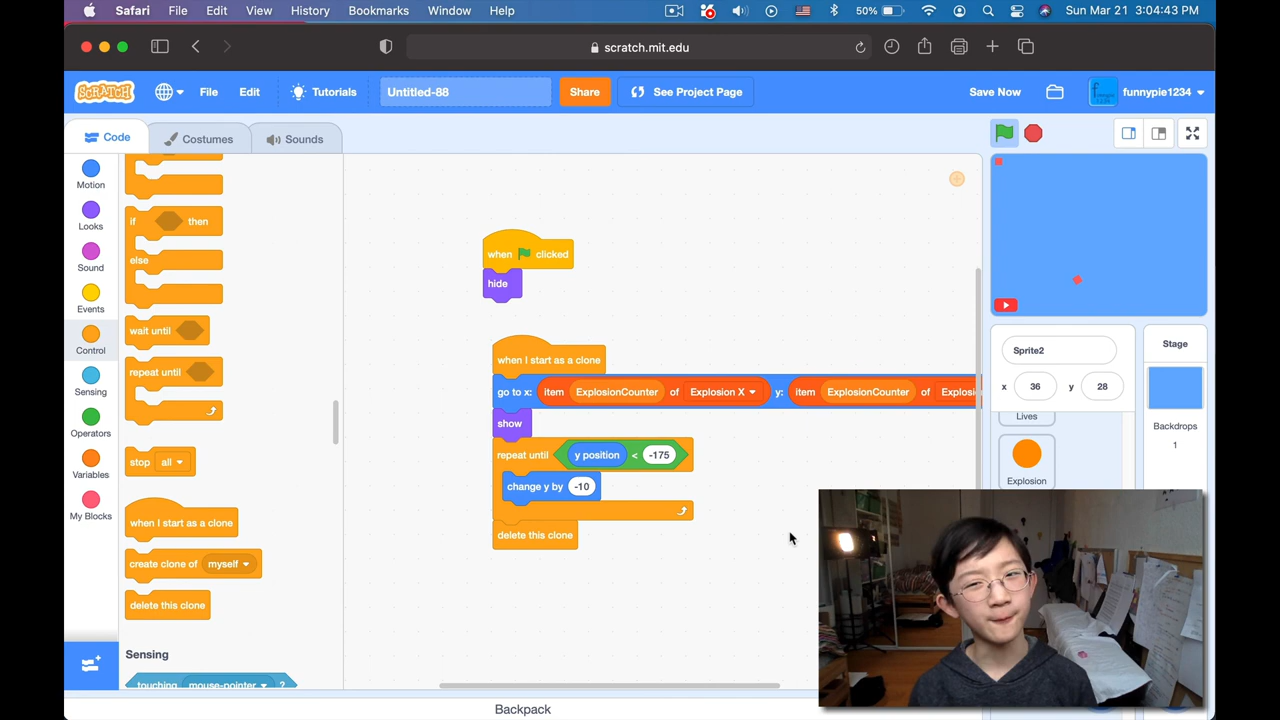 Safari File Edit View History Bookmarks Window Help 50% Sun Mar 21 3:04:43 PM
scratch.mit.edu
SCRATCH File Edit Tutorials Untitled-88 Share See Project Page Save Now funnypie1234
Code Costumes Sounds
Motion
Looks
Sound
Events
Control
Sensing
Operators
Variables
My Blocks
if then
else
wait until
repeat until
stop all
when I start as a clone
create clone of myself
delete this clone
Sensing
touching mouse-pointer ?
when clicked
hide
when I start as a clone
go to x: item ExplosionCounter of Explosion X y: item ExplosionCounter of Explosio
show
repeat until y position < -175
change y by -10
delete this clone
Sprite2
x 36 y 28
Lives
Explosion
Stage
Backdrops
1
Backpack